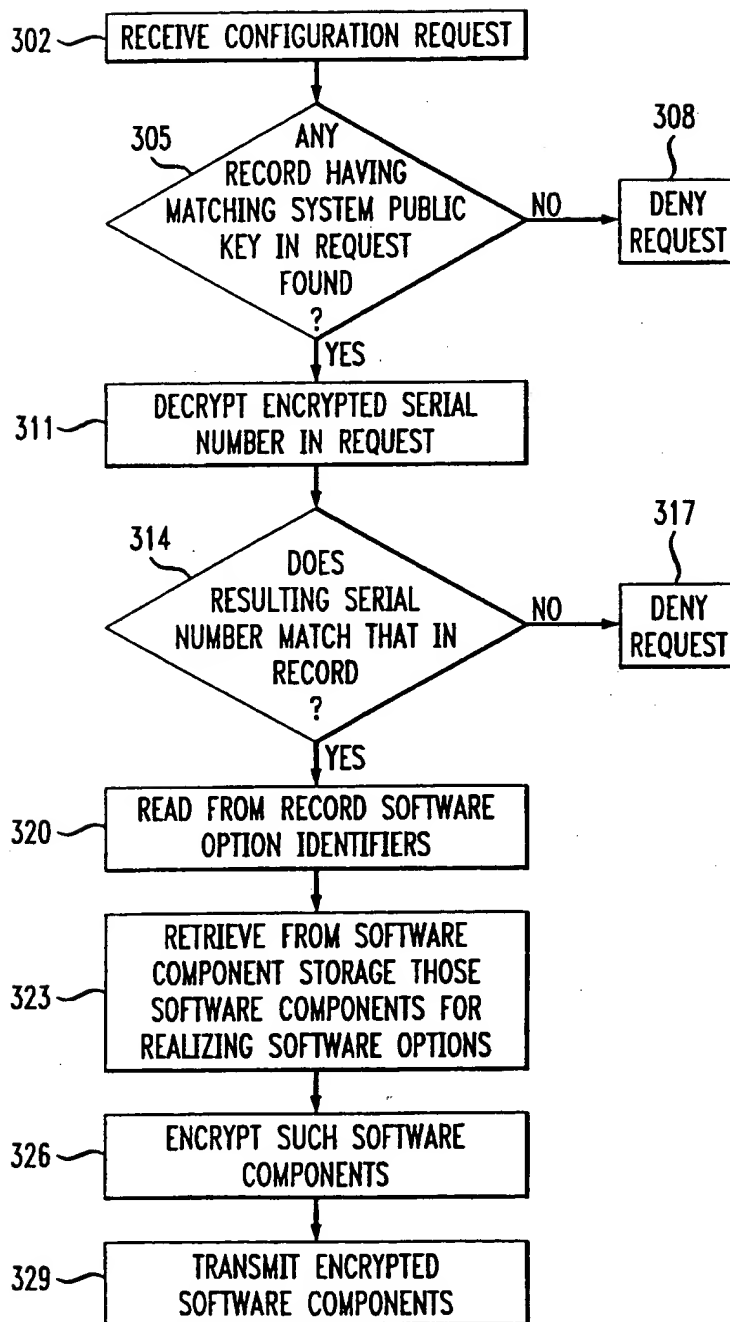 302
RECEIVE CONFIGURATION REQUEST
305
ANY
RECORD HAVING
MATCHING SYSTEM PUBLIC
KEY IN REQUEST
FOUND
?
NO
308
DENY
REQUEST
YES
311
DECRYPT ENCRYPTED SERIAL
NUMBER IN REQUEST
314
DOES
RESULTING SERIAL
NUMBER MATCH THAT IN
RECORD
?
NO
317
DENY
REQUEST
YES
320
READ FROM RECORD SOFTWARE
OPTION IDENTIFIERS
323
RETRIEVE FROM SOFTWARE
COMPONENT STORAGE THOSE
SOFTWARE COMPONENTS FOR
REALIZING SOFTWARE OPTIONS
326
ENCRYPT SUCH SOFTWARE
COMPONENTS
329
TRANSMIT ENCRYPTED
SOFTWARE COMPONENTS